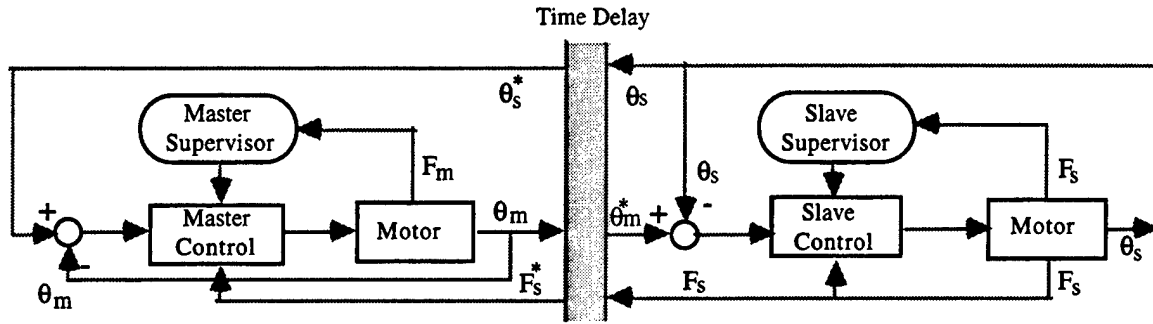 Time Delay
θs*
θs
Master
Supervisor
Slave
Supervisor
Fm
θs
Fs
+
Master
Control
Motor
θm
θm*
+
-
Slave
Control
Motor
θs
-
θm
Fs*
Fs
Fs